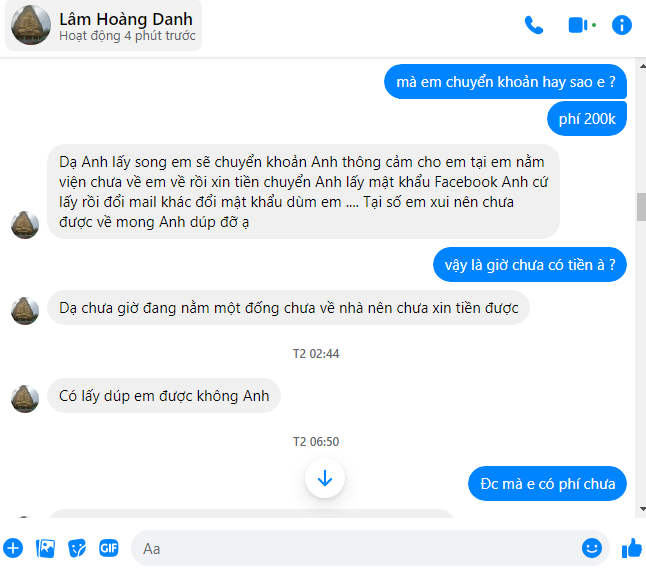 Lâm Hoàng Danh
Hoạt động 4 phút trước
mà em chuyển khoản hay sao e ?
phí 200k
Dạ Anh lấy song em sẽ chuyển khoản Anh thông cảm cho em tại em nằm
viện chưa về em về rồi xin tiền chuyển Anh lấy mật khẩu Facebook Anh cứ
lấy rồi đổi mail khác đổi mật khẩu dùm em .... Tại số em xui nên chưa
được về mong Anh dúp đỡ ạ
vậy là giờ chưa có tiền à ?
Dạ chưa giờ đang nằm một đống chưa về nhà nên chưa xin tiền được
T2 02:44
Có lấy dúp em được không Anh
T2 06:50
Đc mà e có phí chưa
GIF
Aa